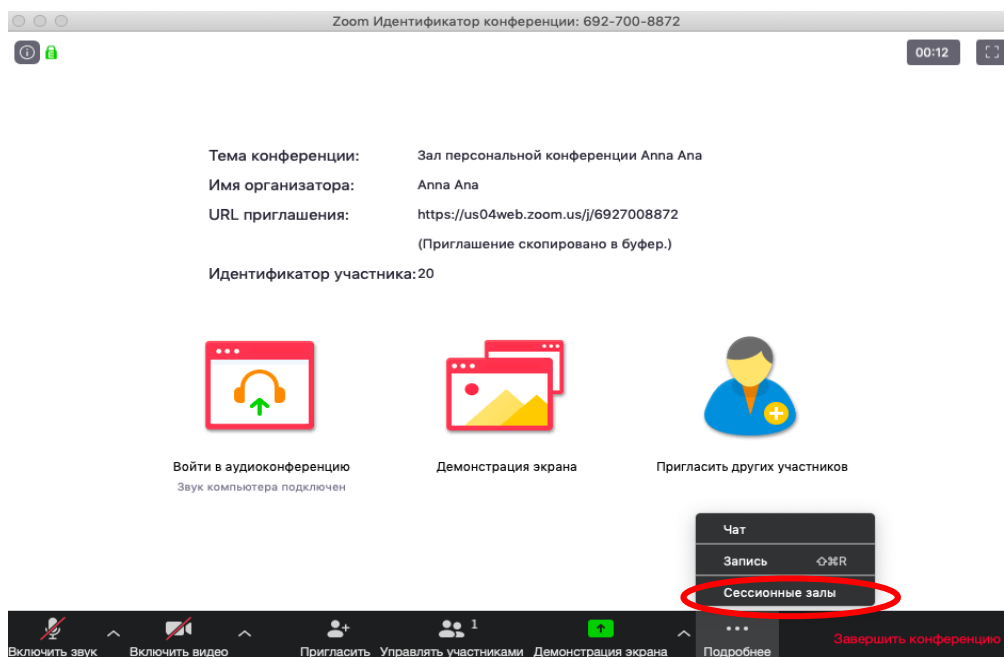 Zoom Идентификатор конференции: 692-700-8872
00:12
Тема конференции: Зал персональной конференции Anna Ana
Имя организатора: Anna Ana
URL приглашения: https://us04web.zoom.us/j/6927008872
(Приглашение скопировано в буфер.)
Идентификатор участника: 20
Войти в аудиоконференцию
Звук компьютера подключен
Демонстрация экрана
Пригласить других участников
Чат
Запись ⇧⌘R
Сессионные залы
Включить звук
Включить видео
Пригласить
1
Управлять участниками
Демонстрация экрана
Подробнее
Завершить конференцию